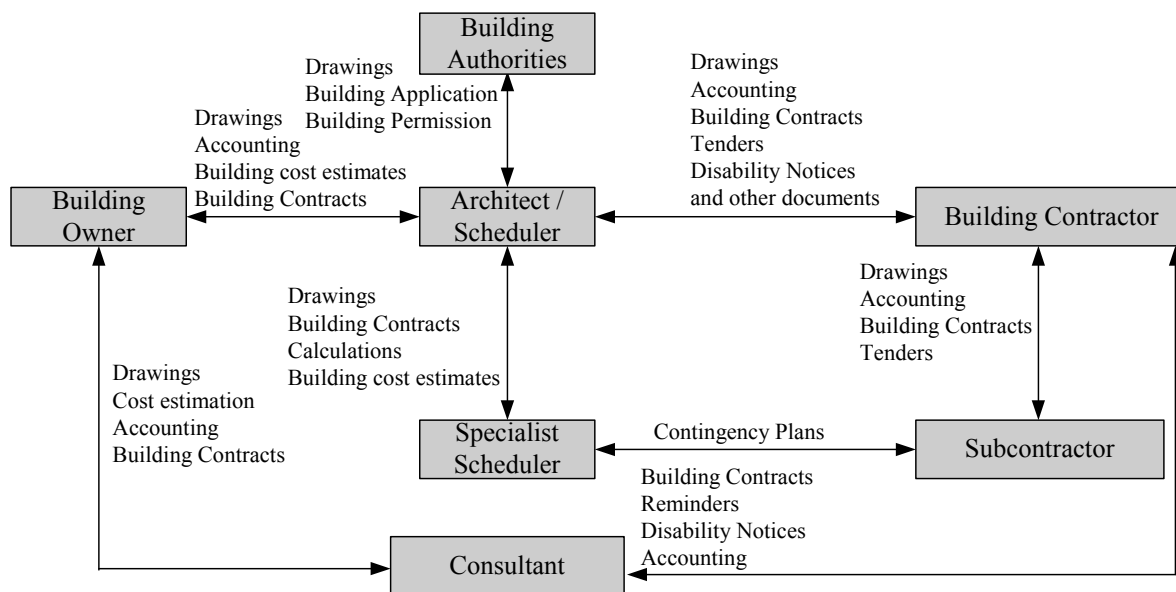 Building
Authorities
Drawings
Building Application
Building Permission
Drawings
Accounting
Building Contracts
Tenders
Disability Notices
and other documents
Drawings
Accounting
Building cost estimates
Building Contracts
Building
Owner
Architect /
Scheduler
Building Contractor
Drawings
Building Contracts
Calculations
Building cost estimates
Drawings
Accounting
Building Contracts
Tenders
Drawings
Cost estimation
Accounting
Building Contracts
Specialist
Scheduler
Contingency Plans
Subcontractor
Building Contracts
Reminders
Disability Notices
Accounting
Consultant